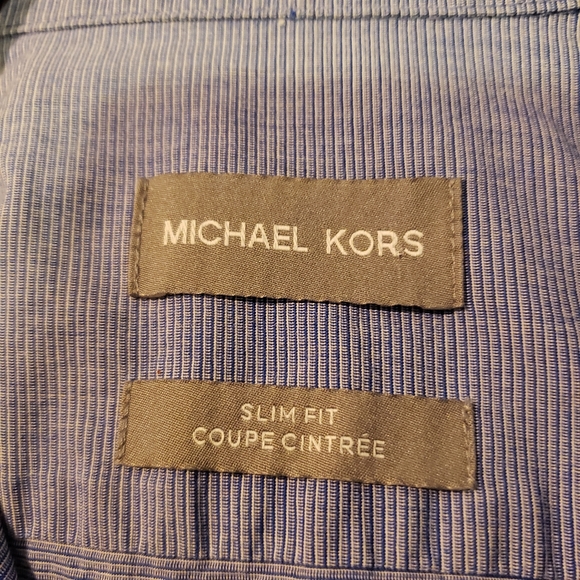 MICHAEL KORS
SLIM FIT
COUPE CINTRÉE